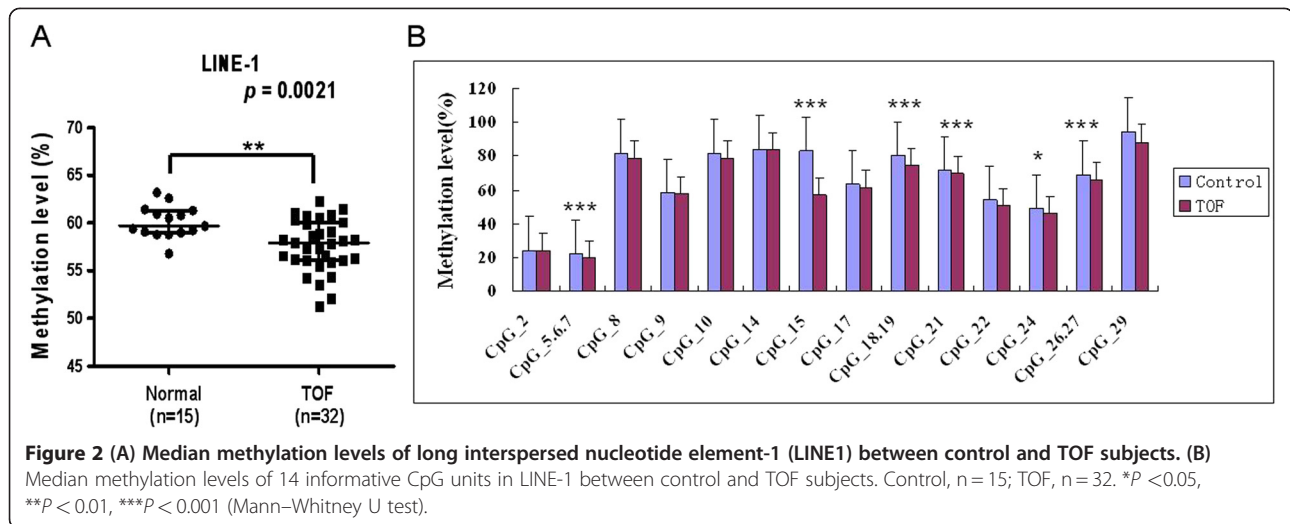 A
LINE-1
p = 0.0021
**
Methylation level (%)
70
65
60
55
50
45
Normal
(n=15)
TOF
(n=32)
B
Methylation level(%)
120
100
80
60
40
20
0
***
***
***
***
*
***
CpG_2
CpG_5.6.7
CpG_8
CpG_9
CpG_10
CpG_14
CpG_15
CpG_17
CpG_18.19
CpG_21
CpG_22
CpG_24
CpG_26.27
CpG_29
Control
TOF
Figure 2 (A) Median methylation levels of long interspersed nucleotide element-1 (LINE1) between control and TOF subjects. (B)
Median methylation levels of 14 informative CpG units in LINE-1 between control and TOF subjects. Control, n = 15; TOF, n = 32. *P <0.05,
**P < 0.01, ***P < 0.001 (Mann–Whitney U test).